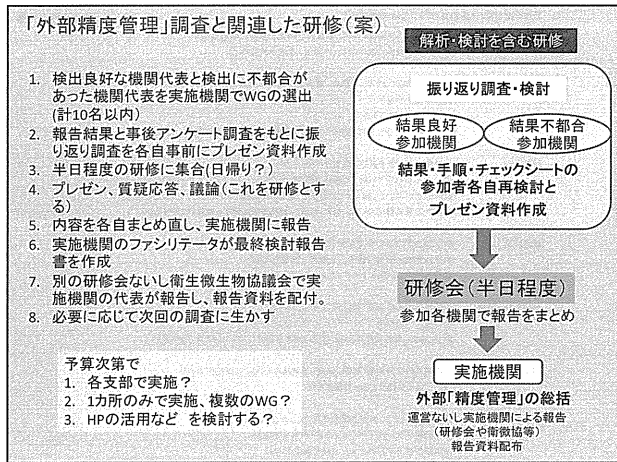 「外部精度管理」調査と関連した研修(案)
1. 検出良好な機関代表と検出に不都合が
あった機関代表を実施機関でWGの選出
(計10名以内)
2. 報告結果と事後アンケート調査をもとに振
り返り調査を各自事前にプレゼン資料作成
3. 半日程度の研修に集合(日帰り?)
4. プレゼン、質疑応答、議論(これを研修とす
る)
5. 内容を各自まとめ直し、実施機関に報告
6. 実施機関のファシリテータが最終検討報告
書を作成
7. 別の研修会ないし衛生微生物協議会で実
施機関の代表が報告し、報告資料を配付。
8. 必要に応じて次回の調査に生かす
予算次第で
1. 各支部で実施?
2. 1カ所のみで実施、複数のWG?
3. HPの活用など を検討する?
解析・検討を含む研修
振り返り調査・検討
結果良好
参加機関
結果不都合
参加機関
結果・手順・チェックシートの
参加者各自再検討と
プレゼン資料作成
研修会(半日程度)
参加各機関で報告をまとめ
実施機関
外部「精度管理」の総括
運営ないし実施機関による報告
(研修会や衛微協等)
報告資料配布